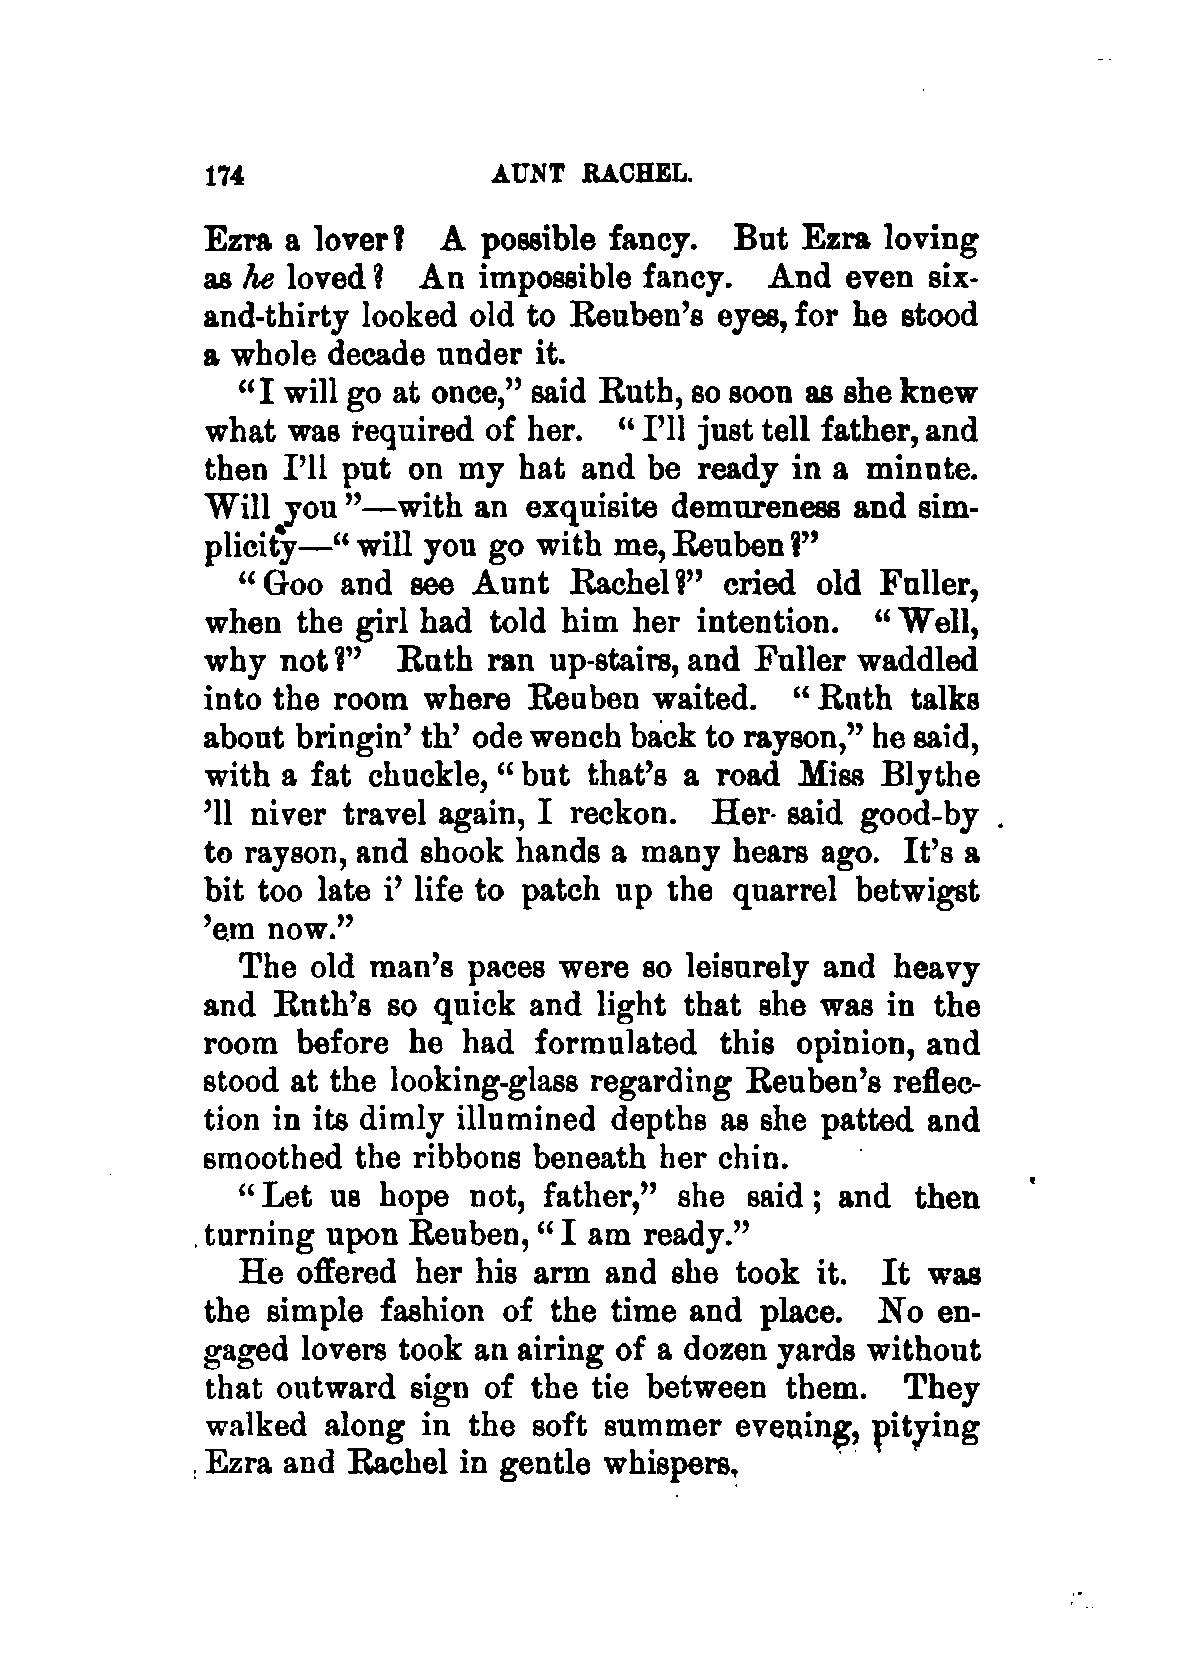 174 AUNT RACHEL.
Ezra a lover? A possible fancy. But Ezra loving
as he loved? An impossible fancy. And even six-
and-thirty looked old to Reuben's eyes, for he stood
a whole decade under it.
"I will go at once," said Ruth, so soon as she knew
what was required of her. "I'll just tell father, and
then I'll put on my hat and be ready in a minute.
Will you"—with an exquisite demureness and sim-
plicity—"will you go with me, Reuben?"
"Goo and see Aunt Rachel?" cried old Fuller,
when the girl had told him her intention. "Well,
why not?" Ruth ran up-stairs, and Fuller waddled
into the room where Reuben waited. "Ruth talks
about bringin' th' ode wench back to rayson," he said,
with a fat chuckle, "but that's a road Miss Blythe
'll niver travel again, I reckon. Her said good-by
to rayson, and shook hands a many hears ago. It's a
bit too late i' life to patch up the quarrel betwigst
'em now."
The old man's paces were so leisurely and heavy
and Ruth's so quick and light that she was in the
room before he had formulated this opinion, and
stood at the looking-glass regarding Reuben's reflec-
tion in its dimly illumined depths as she patted and
smoothed the ribbons beneath her chin.
"Let us hope not, father," she said; and then
turning upon Reuben, "I am ready."
He offered her his arm and she took it. It was
the simple fashion of the time and place. No en-
gaged lovers took an airing of a dozen yards without
that outward sign of the tie between them. They
walked along in the soft summer evening, pitying
Ezra and Rachel in gentle whispers.